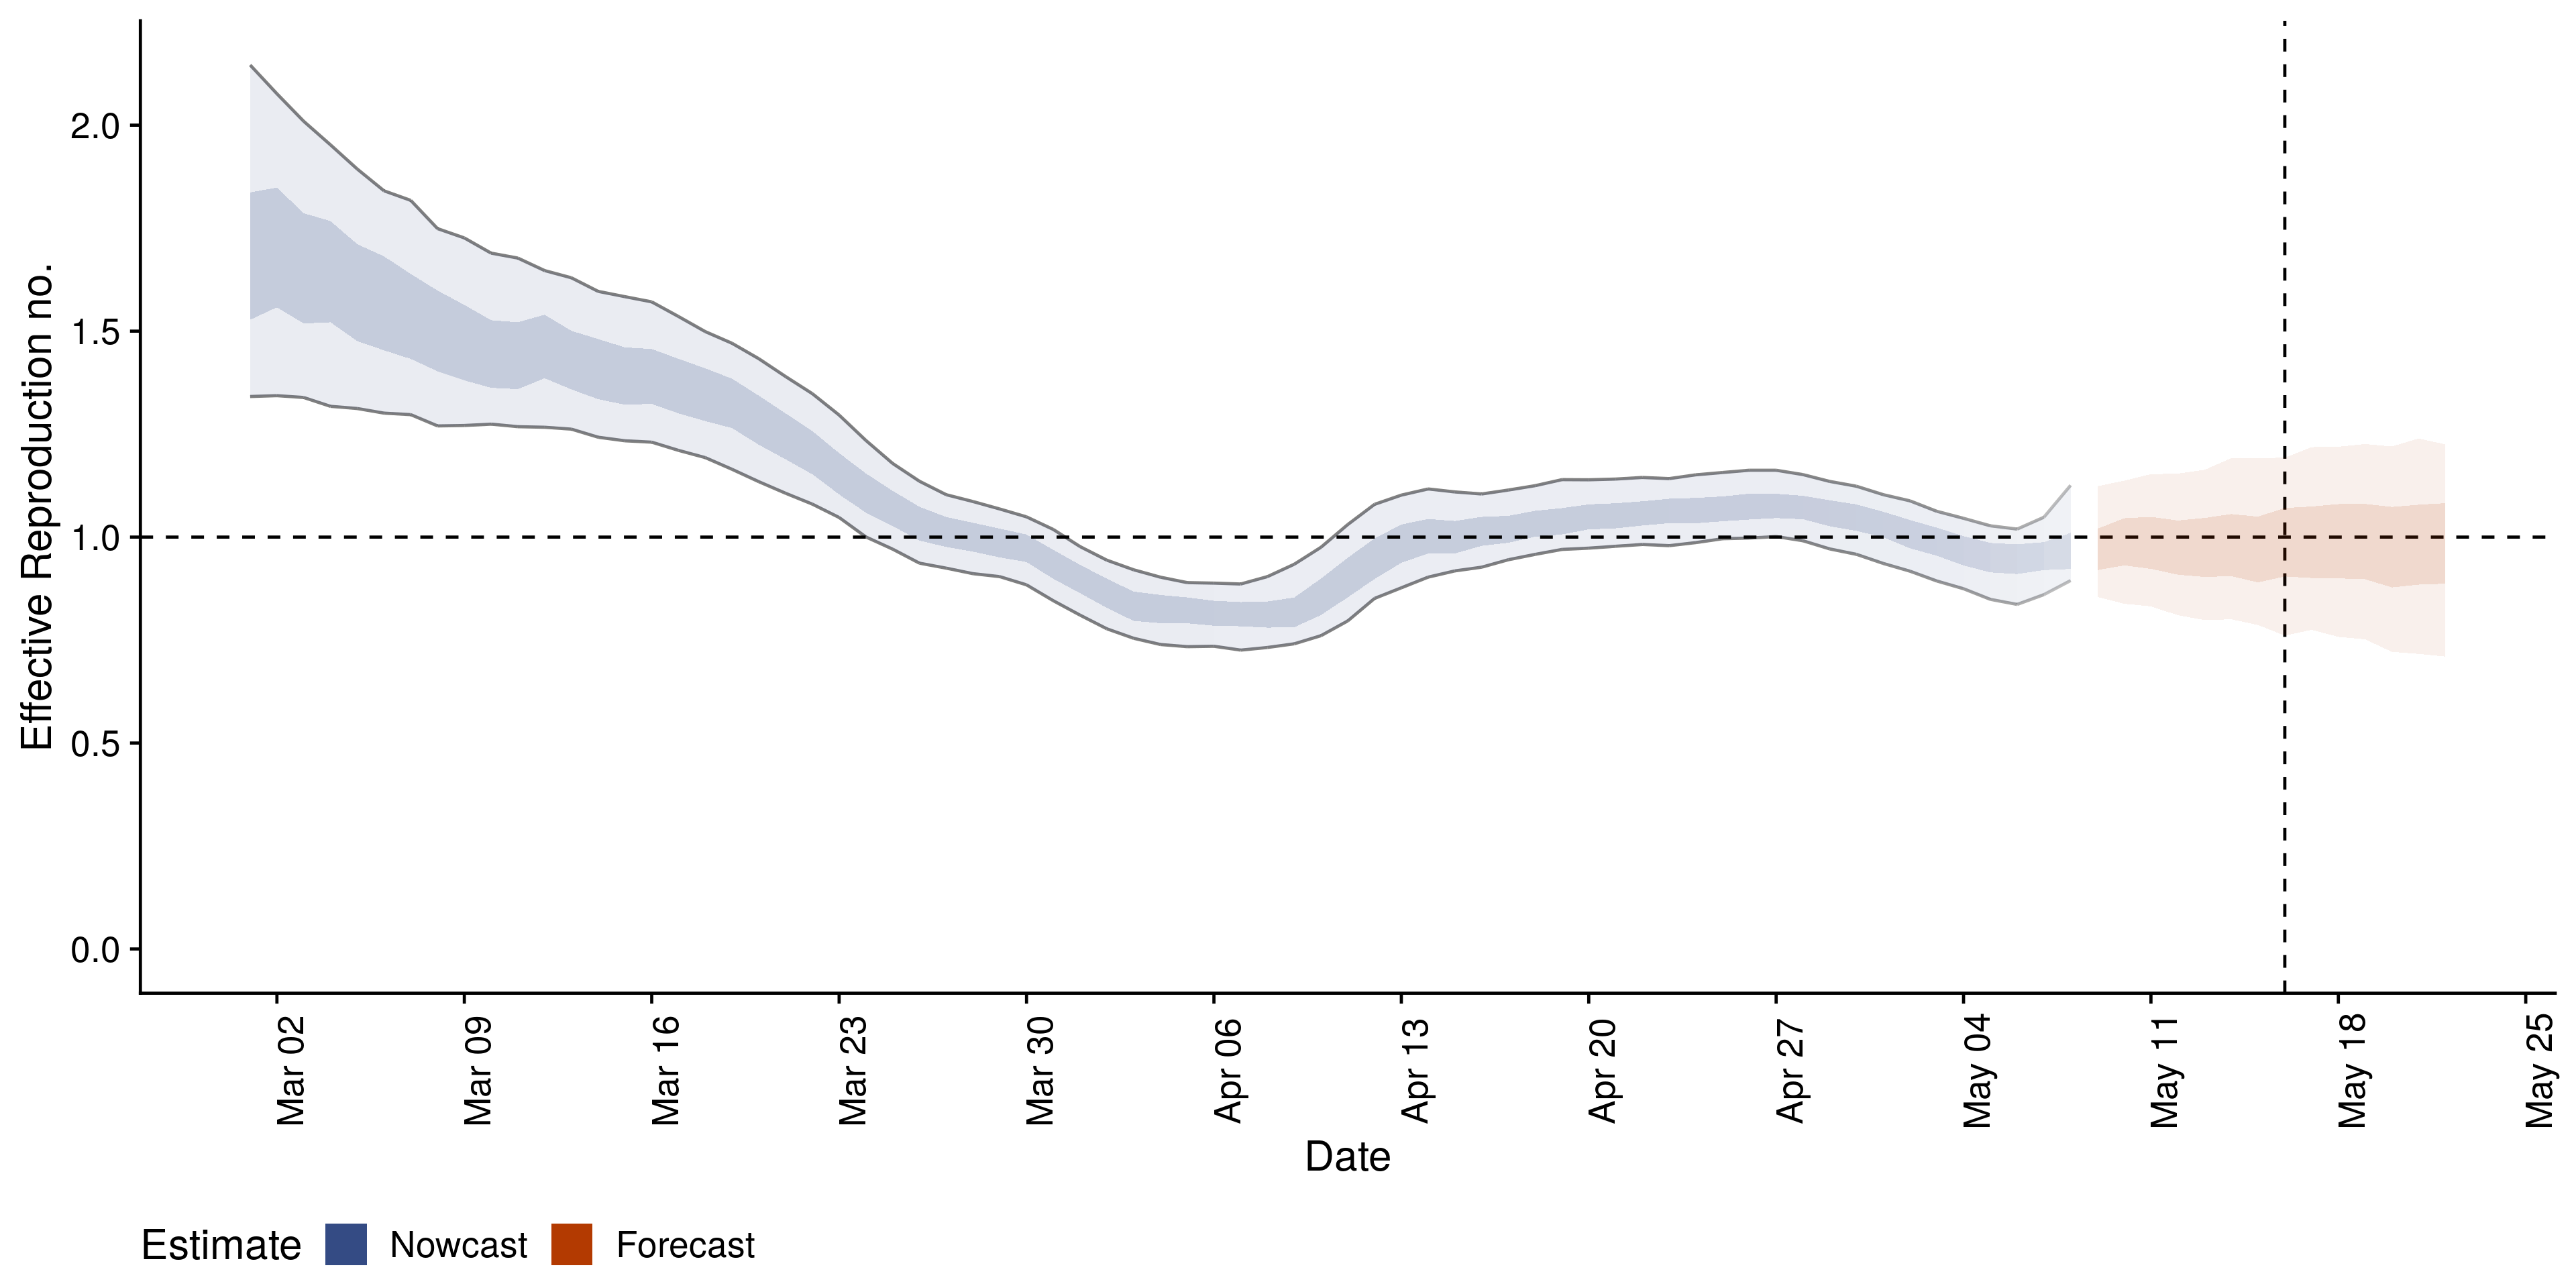 Effective Reproduction no.
2.0
1.5
1.0
0.5
0.0
Mar 02
Mar 09
Mar 16
Mar 23
Mar 30
Apr 06
Apr 13
Apr 20
Apr 27
May 04
May 11
May 18
May 25
Date
Estimate Nowcast Forecast